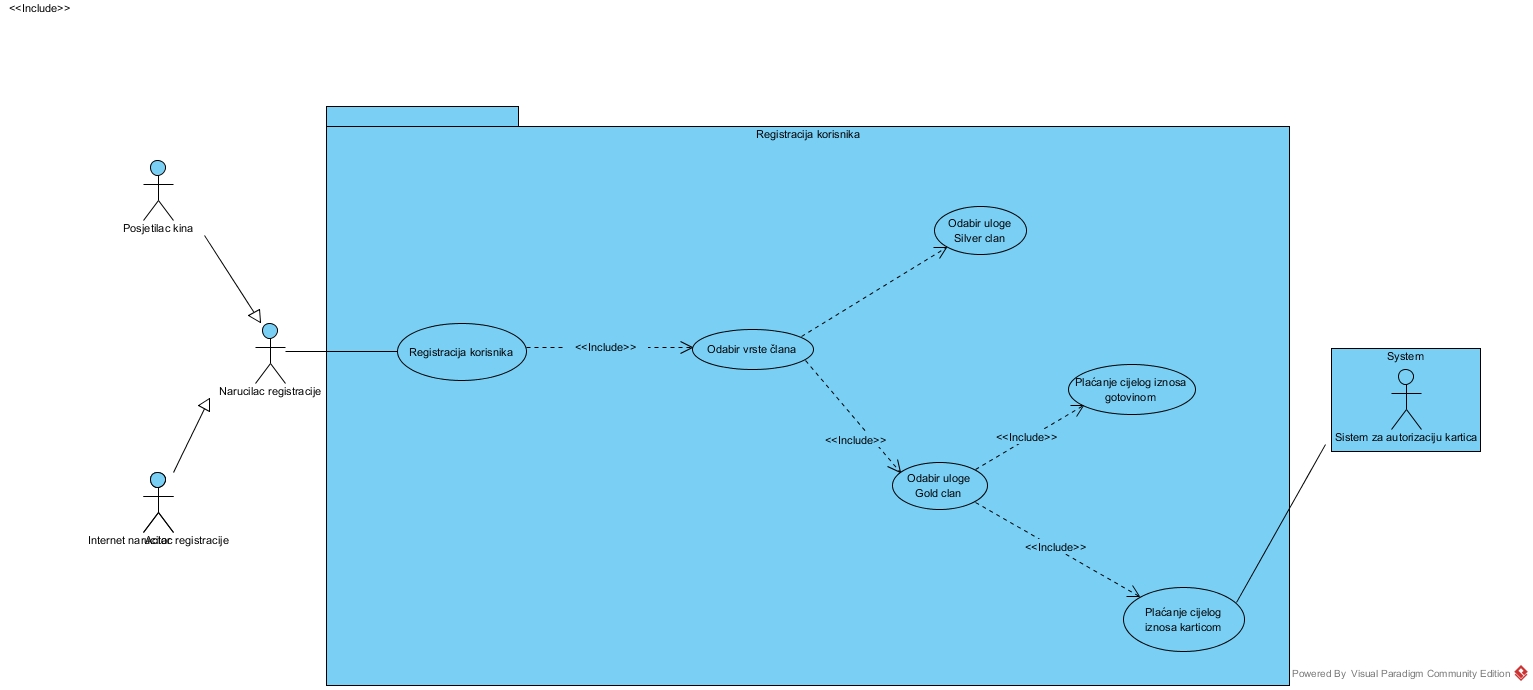 <<Include>>
Registracija korisnika
Posjetilac kina
Odabir uloge
Silver clan
Narucilac registracije
Registracija korisnika
<<Include>>
Odabir vrste člana
System
Sistem za autorizaciju kartica
Plaćanje cijelog iznosa
gotovinom
<<Include>>
<<Include>>
Odabir uloge
Gold clan
Internet narucilac registracije
Actor
<<Include>>
Plaćanje cijelog
iznosa karticom
Powered By Visual Paradigm Community Edition